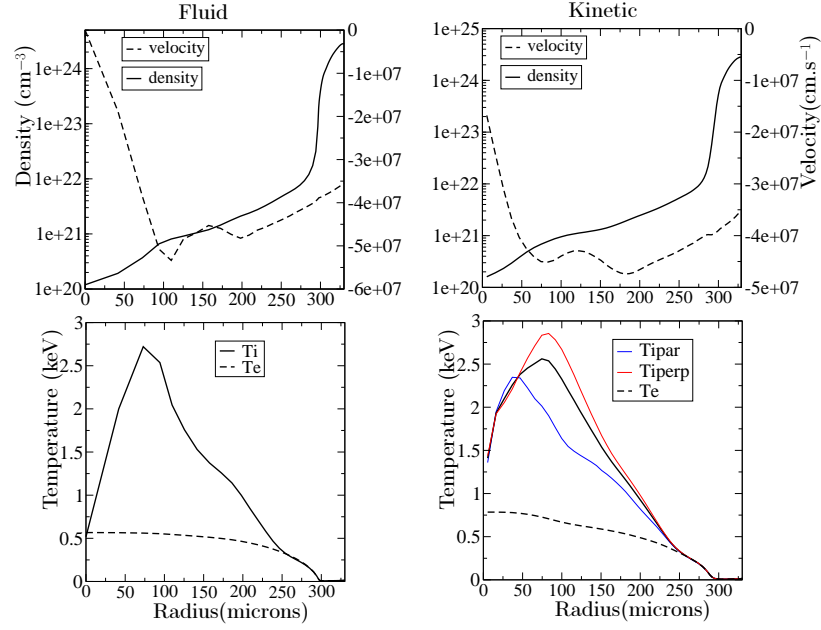 Fluid
Kinetic
Density (cm−3)
1e+24
1e+23
1e+22
1e+21
1e+20
velocity
density
0
-1e+07
-2e+07
-3e+07
-4e+07
-5e+07
-6e+07
0 50 100 150 200 250 300
1e+25
1e+24
1e+23
1e+22
1e+21
1e+20
velocity
density
0
-1e+07
-2e+07
-3e+07
-4e+07
-5e+07
Velocity(cm.s−1)
0 50 100 150 200 250 300
Temperature (keV)
3
2.5
2
1.5
1
0.5
0
Ti
Te
0 50 100 150 200 250 300
Radius(microns)
Temperature (keV)
3
2.5
2
1.5
1
0.5
0
Tipar
Tiperp
Te
0 50 100 150 200 250 300
Radius(microns)